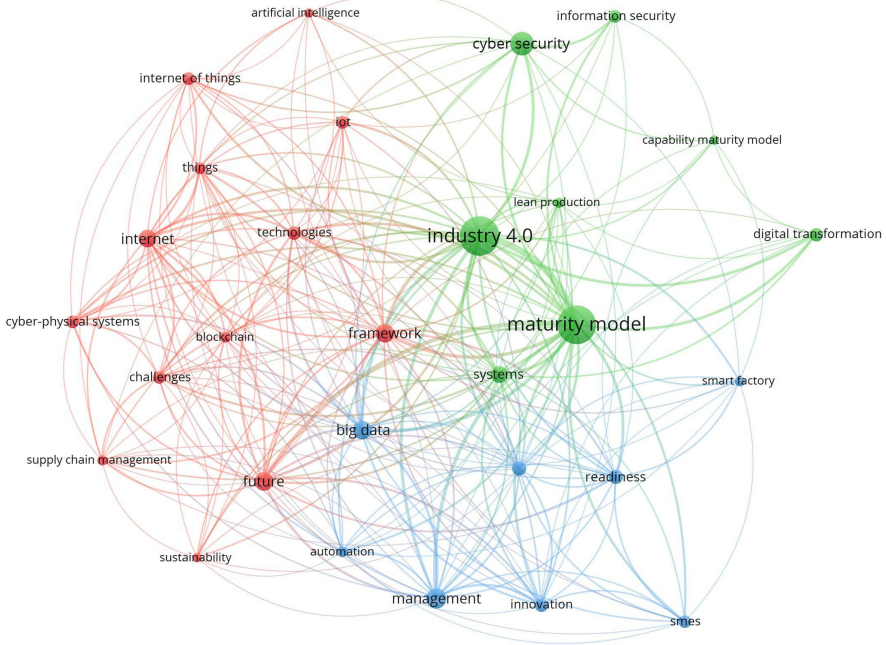 artificial intelligence
information security
cyber security
internet of things
iot
capability maturity model
things
lean production
technologies
digital transformation
industry 4.0
internet
cyber-physical systems
maturity model
framework
blockchain
systems
challenges
smart factory
big data
supply chain management
readiness
future
automation
sustainability
management
innovation
smes